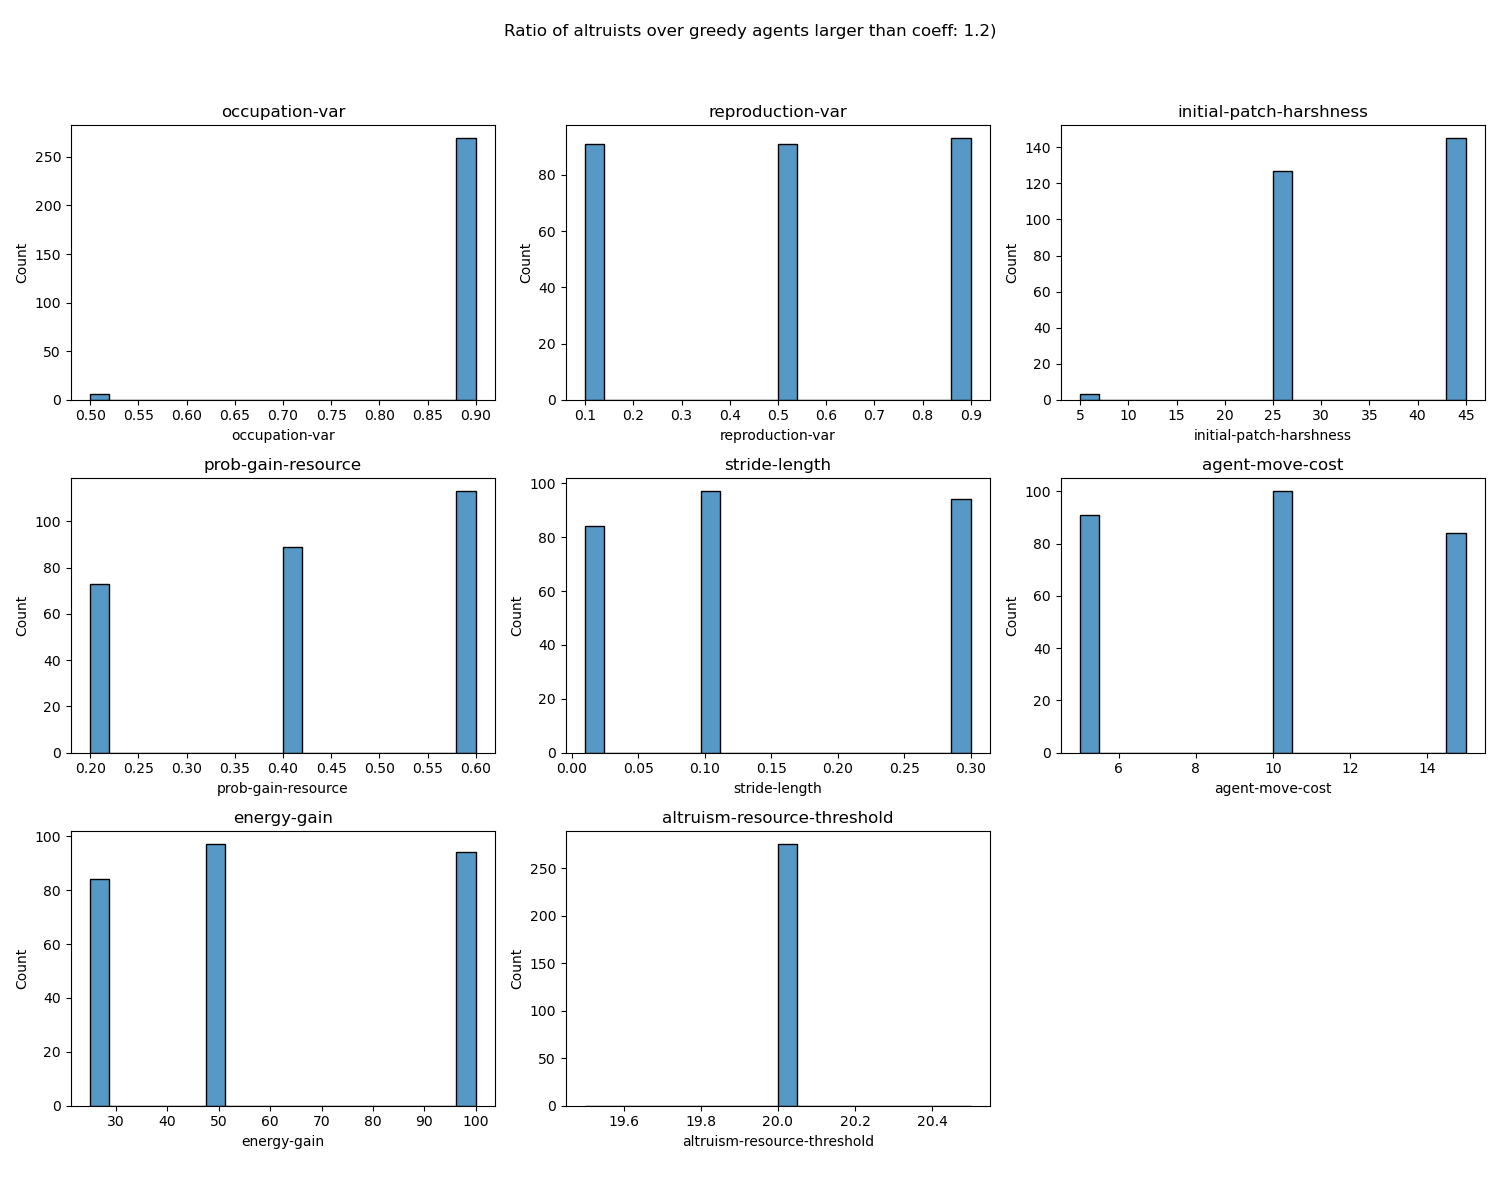 Ratio of altruists over greedy agents larger than coeff: 1.2)
occupation-var
reproduction-var
initial-patch-harshness
Count
250
200
150
100
50
0
0.50 0.55 0.60 0.65 0.70 0.75 0.80 0.85 0.90
occupation-var
Count
80
60
40
20
0
0.1 0.2 0.3 0.4 0.5 0.6 0.7 0.8 0.9
reproduction-var
Count
140
120
100
80
60
40
20
0
5 10 15 20 25 30 35 40 45
initial-patch-harshness
prob-gain-resource
stride-length
agent-move-cost
Count
100
80
60
40
20
0
0.20 0.25 0.30 0.35 0.40 0.45 0.50 0.55 0.60
prob-gain-resource
Count
100
80
60
40
20
0
0.00 0.05 0.10 0.15 0.20 0.25 0.30
stride-length
Count
100
80
60
40
20
0
6 8 10 12 14
agent-move-cost
energy-gain
altruism-resource-threshold
Count
100
80
60
40
20
0
30 40 50 60 70 80 90 100
energy-gain
Count
250
200
150
100
50
0
19.6 19.8 20.0 20.2 20.4
altruism-resource-threshold